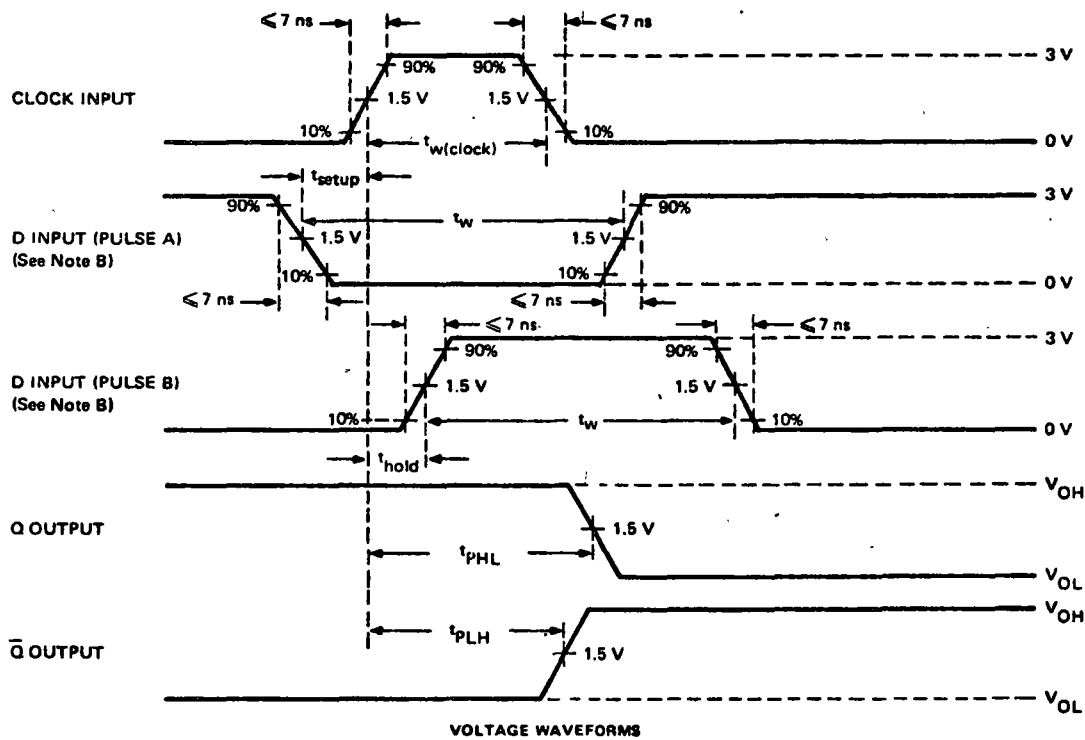 ≤ 7 ns
≤ 7 ns
3 V
90%
90%
CLOCK INPUT
1.5 V
1.5 V
10%
10%
tw(clock)
0 V
tsetup
3 V
90%
90%
tw
D INPUT (PULSE A)
(See Note B)
1.5 V
1.5 V
10%
10%
0 V
≤ 7 ns
≤ 7 ns
≤ 7 ns
≤ 7 ns
3 V
90%
90%
D INPUT (PULSE B)
(See Note B)
1.5 V
1.5 V
10%
10%
tw
0 V
thold
VOH
Q OUTPUT
1.5 V
tPHL
VOL
VOH
Q̅ OUTPUT
tPLH
1.5 V
VOL
VOLTAGE WAVEFORMS